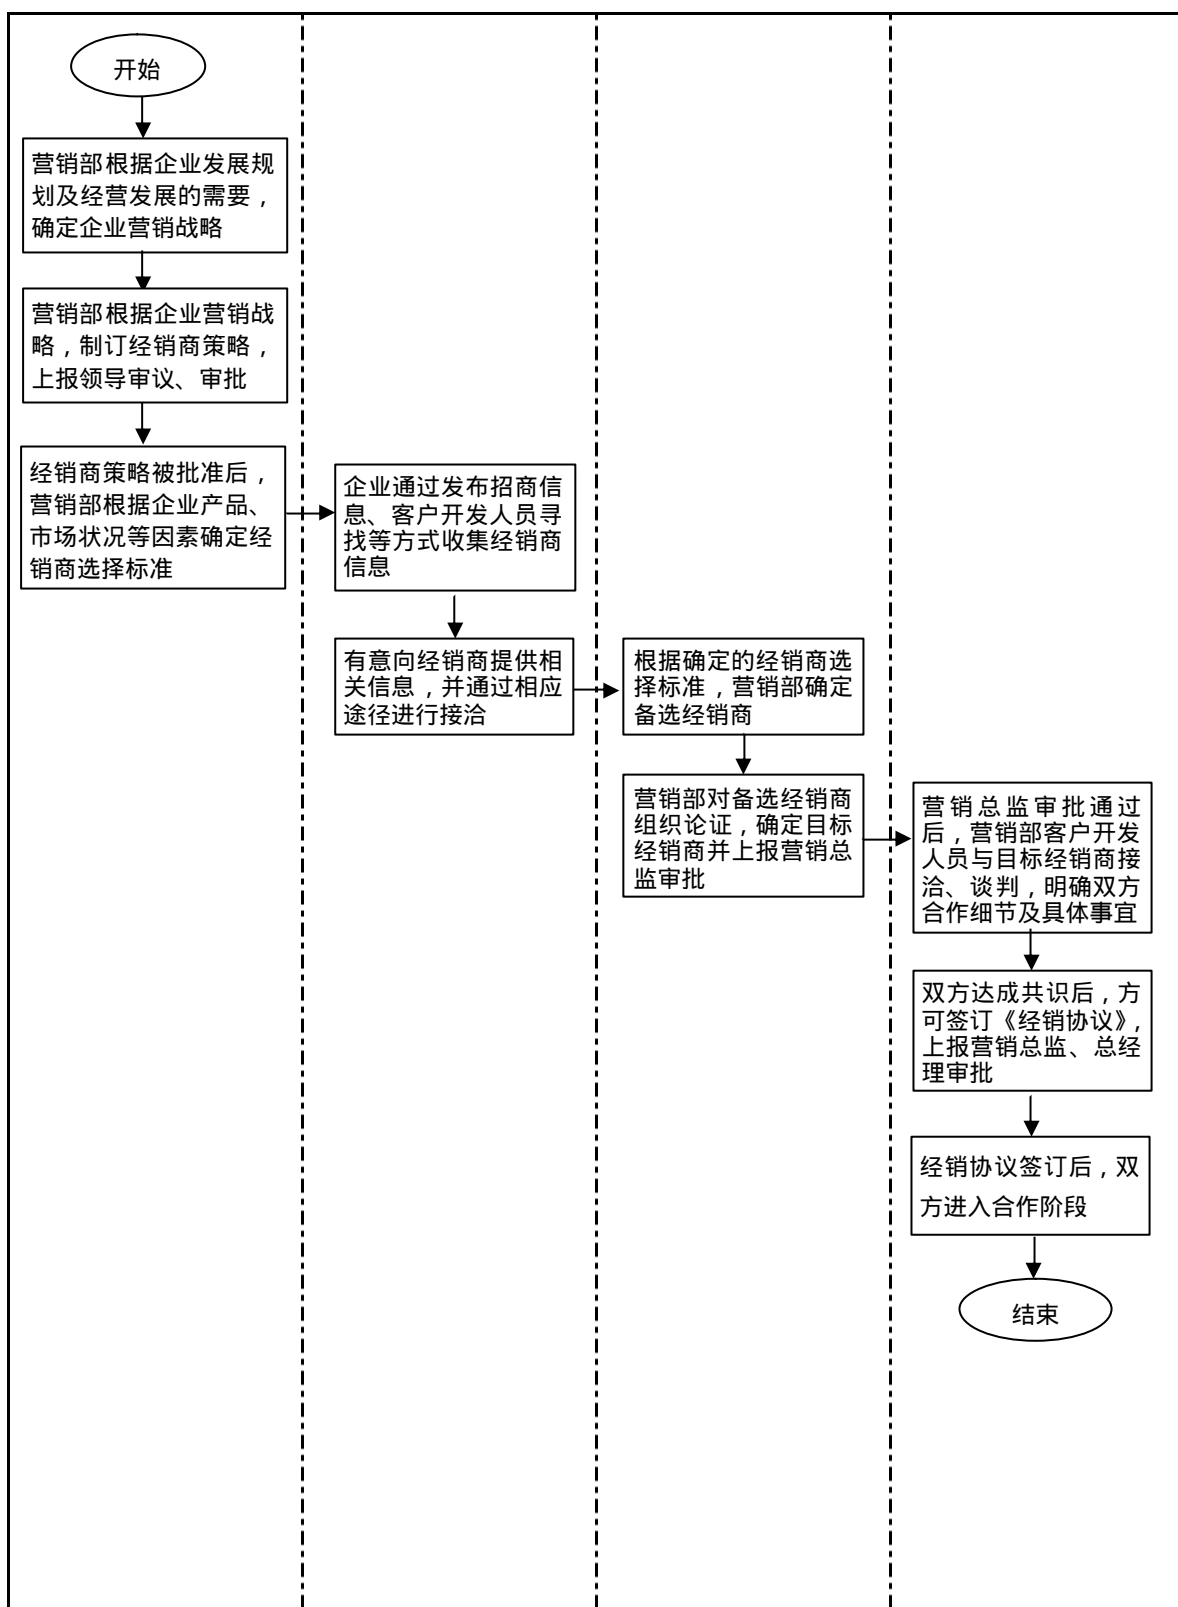 开始
营销部根据企业发展规
划及经营发展的需要，
确定企业营销战略
营销部根据企业营销战
略，制订经销商策略，
上报领导审议、审批
经销商策略被批准后，
营销部根据企业产品、
市场状况等因素确定经
销商选择标准
企业通过发布招商信
息、客户开发人员寻
找等方式收集经销商
信息
有意向经销商提供相
关信息，并通过相应
途径进行接洽
根据确定的经销商选
择标准，营销部确定
备选经销商
营销部对备选经销商
组织论证，确定目标
经销商并上报营销总
监审批
营销总监审批通过
后，营销部客户开发
人员与目标经销商接
洽、谈判，明确双方
合作细节及具体事宜
双方达成共识后，方
可签订《经销协议》，
上报营销总监、总经
理审批
经销协议签订后，双
方进入合作阶段
结束